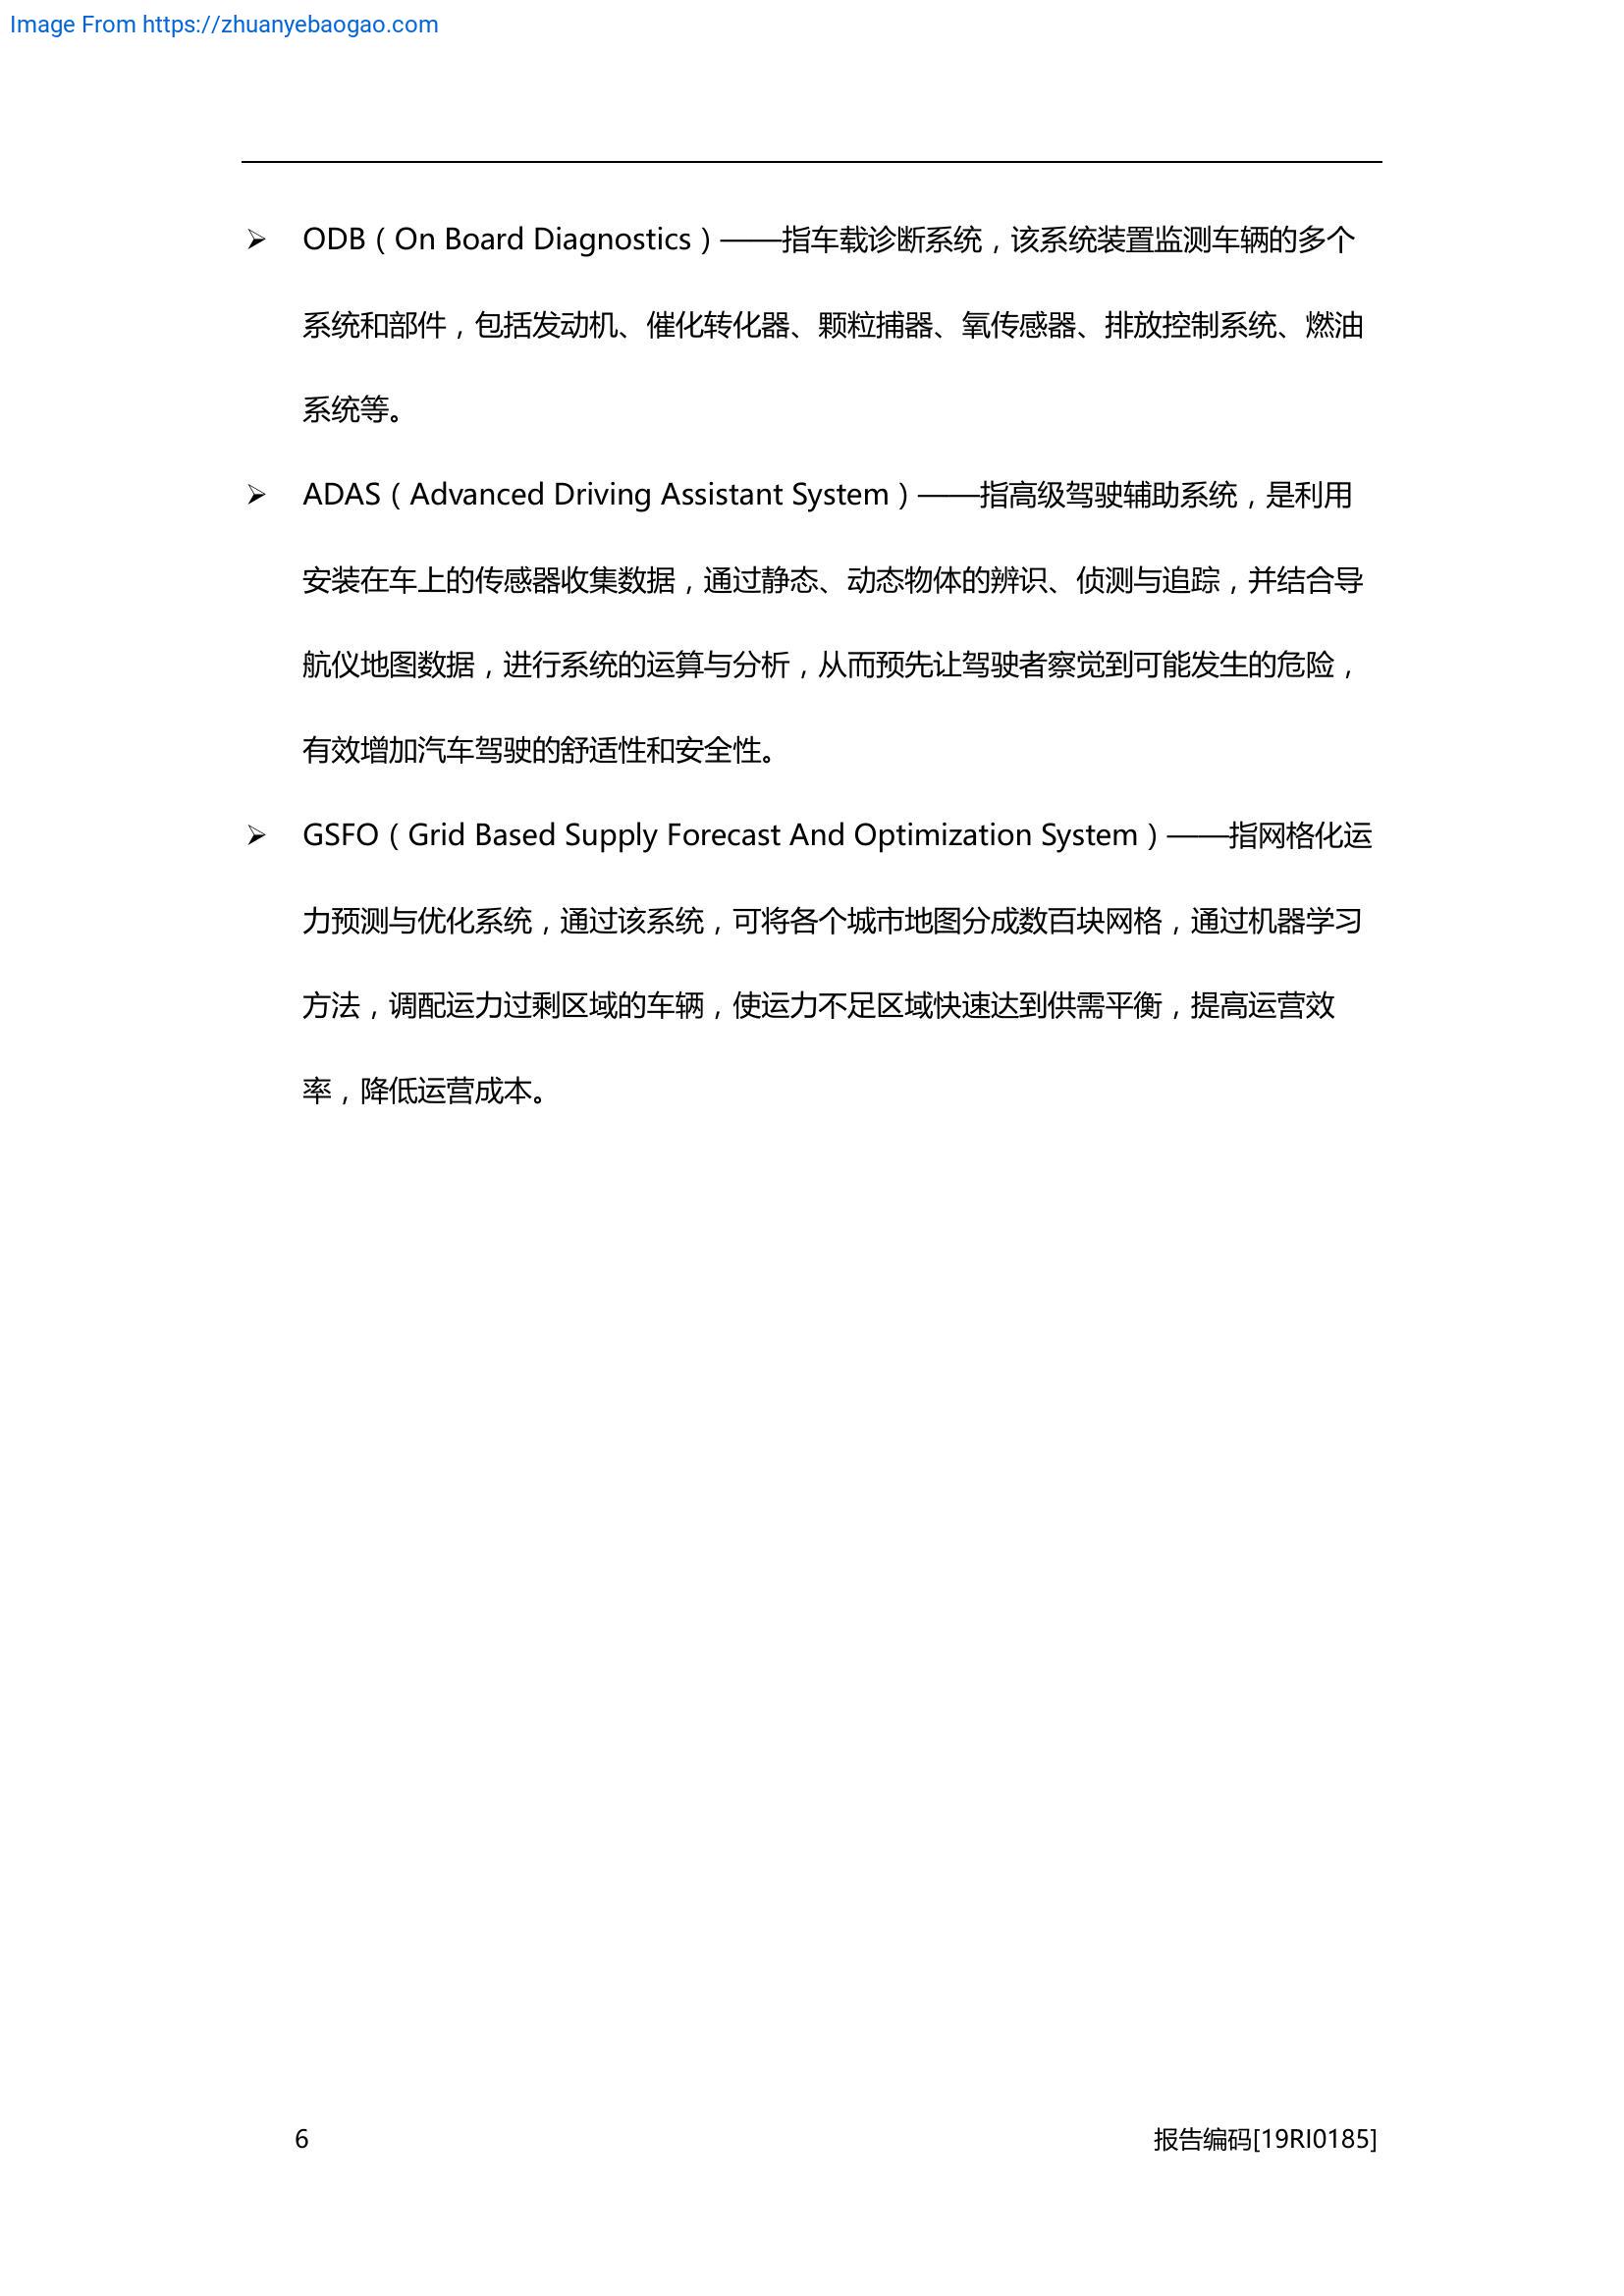 Image From https://zhuanyebaogao.com
➢ ODB（On Board Diagnostics）——指车载诊断系统，该系统装置监测车辆的多个
系统和部件，包括发动机、催化转化器、颗粒捕器、氧传感器、排放控制系统、燃油
系统等。
➢ ADAS（Advanced Driving Assistant System）——指高级驾驶辅助系统，是利用
安装在车上的传感器收集数据，通过静态、动态物体的辨识、侦测与追踪，并结合导
航仪地图数据，进行系统的运算与分析，从而预先让驾驶者察觉到可能发生的危险，
有效增加汽车驾驶的舒适性和安全性。
➢ GSFO（Grid Based Supply Forecast And Optimization System）——指网格化运
力预测与优化系统，通过该系统，可将各个城市地图分成数百块网格，通过机器学习
方法，调配运力过剩区域的车辆，使运力不足区域快速达到供需平衡，提高运营效
率，降低运营成本。
6 报告编码[19RI0185]